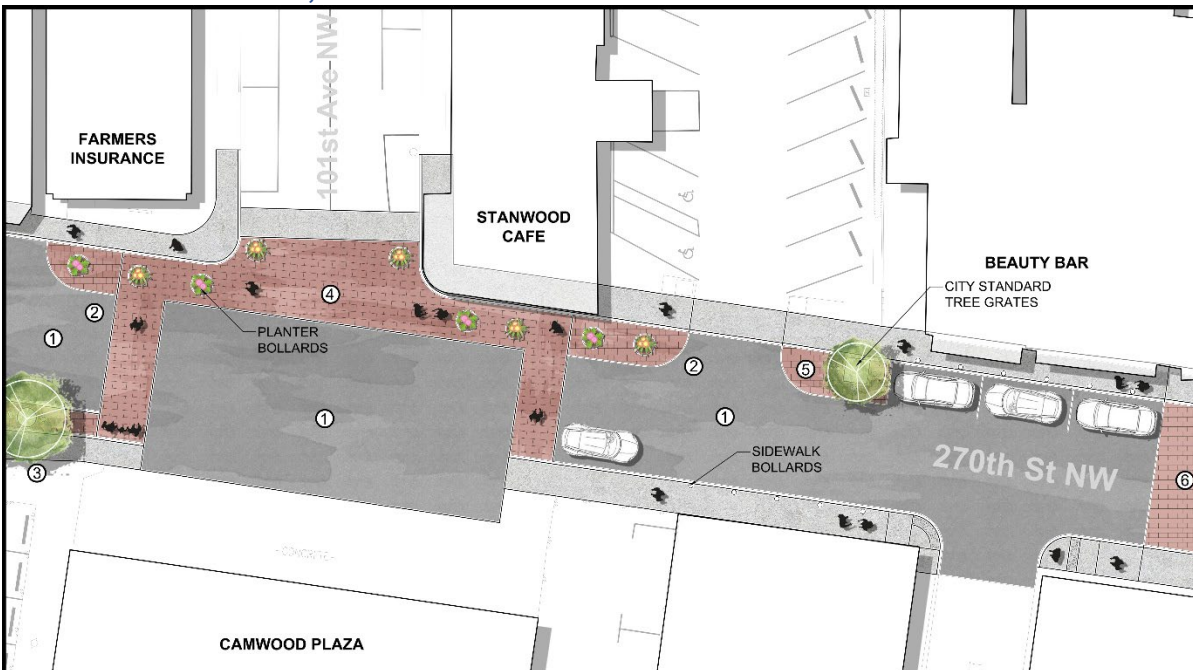 101st Ave NW
FARMERS
INSURANCE
STANWOOD
CAFE
BEAUTY BAR
CITY STANDARD
TREE GRATES
4
2
1
PLANTER
BOLLARDS
2
5
1
1
SIDEWALK
BOLLARDS
270th St NW
3
6
CONCRETE
CAMWOOD PLAZA